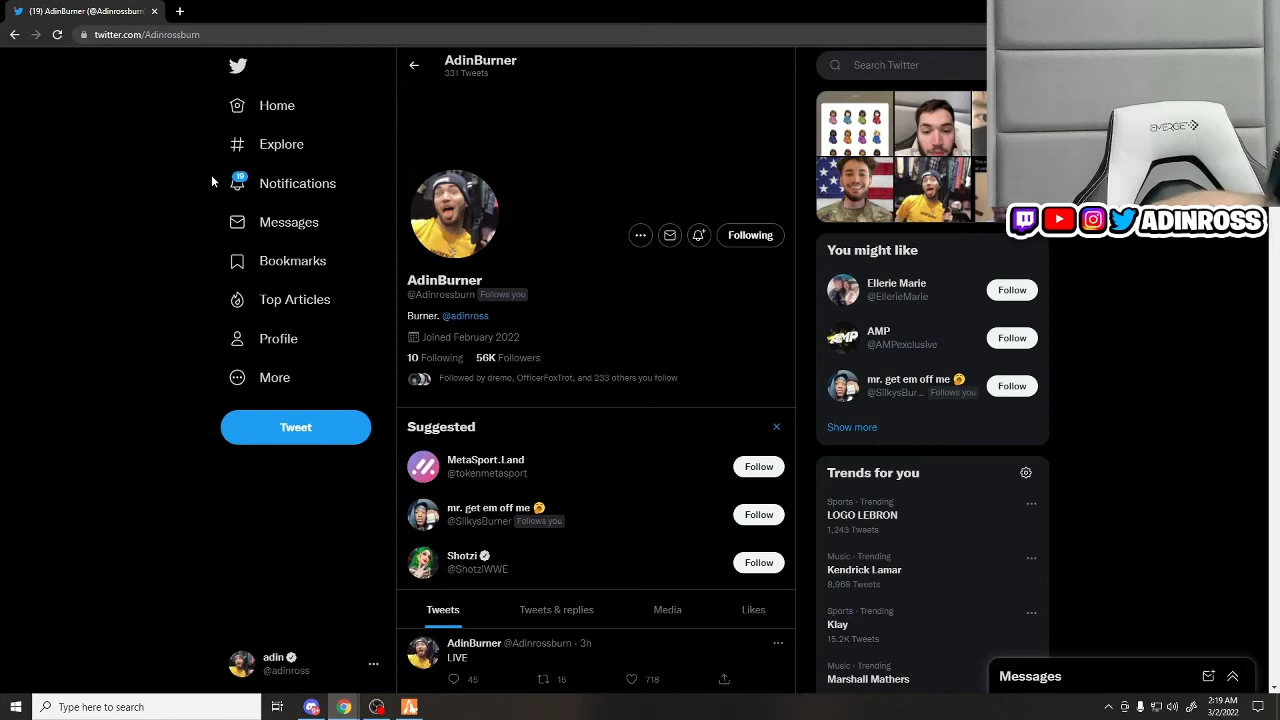 (19) AdinBurner (@Adinrossburn
twitter.com/Adinrossburn
AdinBurner
331 Tweets
Home
Explore
19
Notifications
Messages
Bookmarks
Top Articles
Profile
More
Tweet
adin
@adinross
Following
AdinBurner
@Adinrossburn Follows you
Burner. @adinross
Joined February 2022
10 Following 56K Followers
Followed by dremo, OfficerFoxTrot, and 233 others you follow
Suggested
MetaSport.Land
@tokenmetasport
Follow
mr. get em off me 🥱
@SilkysBurner Follows you
Follow
Shotzi
@ShotziWWE
Follow
Tweets Tweets & replies Media Likes
AdinBurner @Adinrossburn · 3h
LIVE
45 15 718
Search Twitter
You might like
Ellerie Marie
@EllerieMarie
Follow
AMP
@AMPexclusive
Follow
mr. get em off me 🥱
@SilkysBur... Follows you
Follow
Show more
Trends for you
Sports · Trending
LOGO LEBRON
1,243 Tweets
Music · Trending
Kendrick Lamar
8,968 Tweets
Sports · Trending
Klay
15.2K Tweets
Music · Trending
Marshall Mathers
EMERGE
ADINROSS
Messages
Type here to search
2:19 AM
3/2/2022